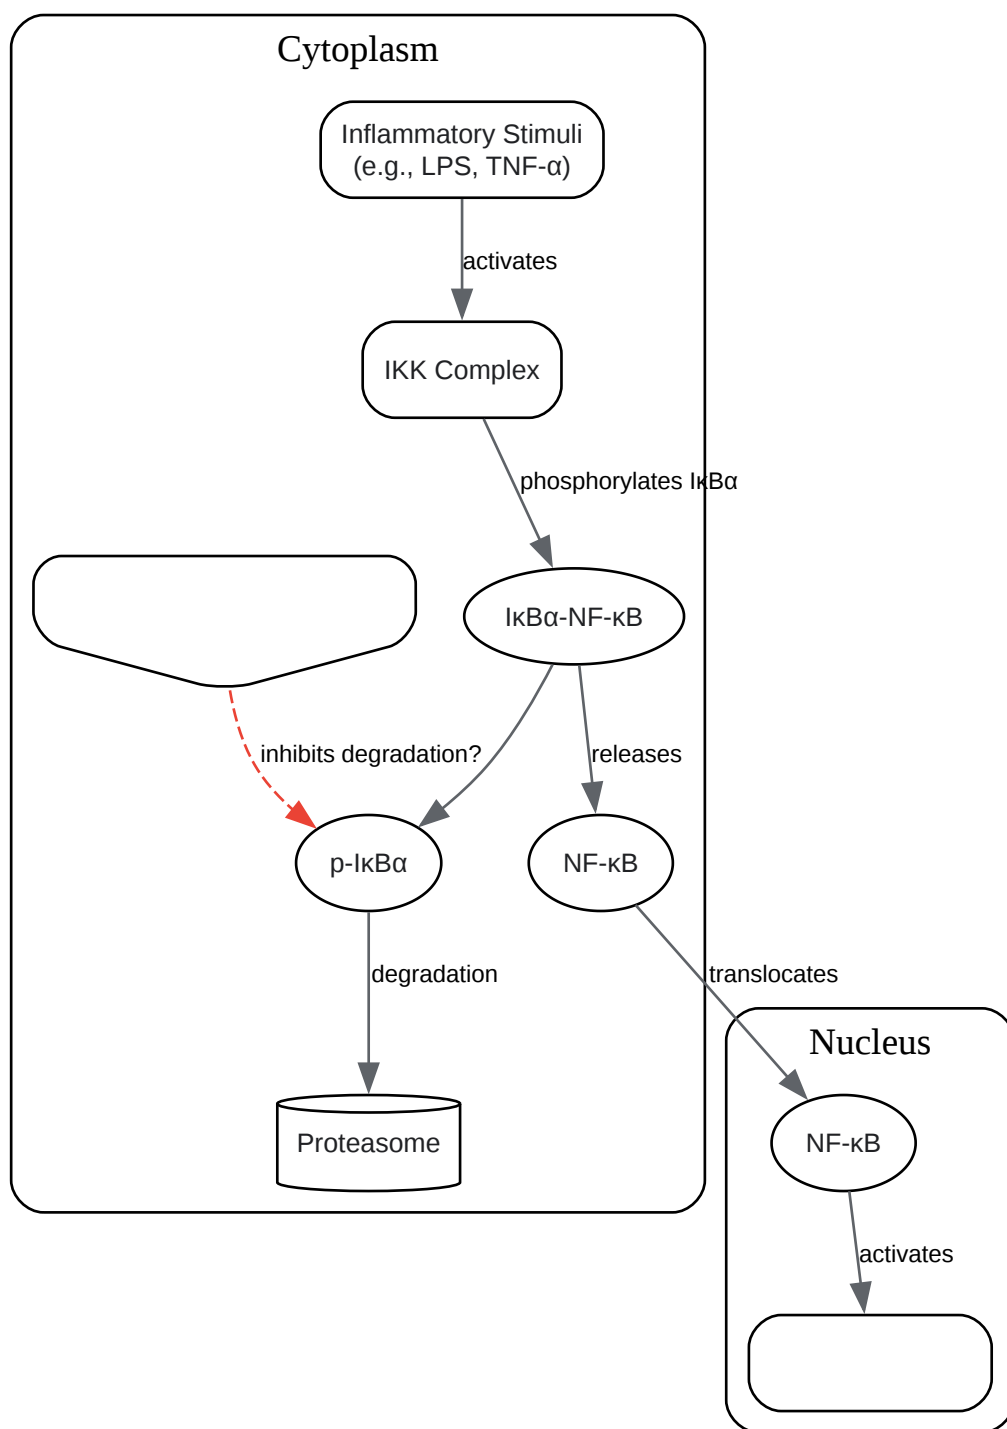 Cytoplasm
Inflammatory Stimuli
(e.g., LPS, TNF-α)
activates
IKK Complex
phosphorylates IκBα
IκBα-NF-κB
inhibits degradation?
releases
p-IκBα
NF-κB
degradation
translocates
Nucleus
Proteasome
NF-κB
activates